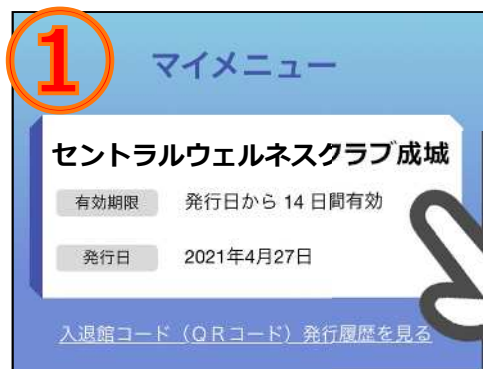 ①
マイメニュー
セントラルウェルネスクラブ成城
有効期限 発行日から 14 日間有効
発行日 2021年4月27日
入退館コード（QRコード）発行履歴を見る